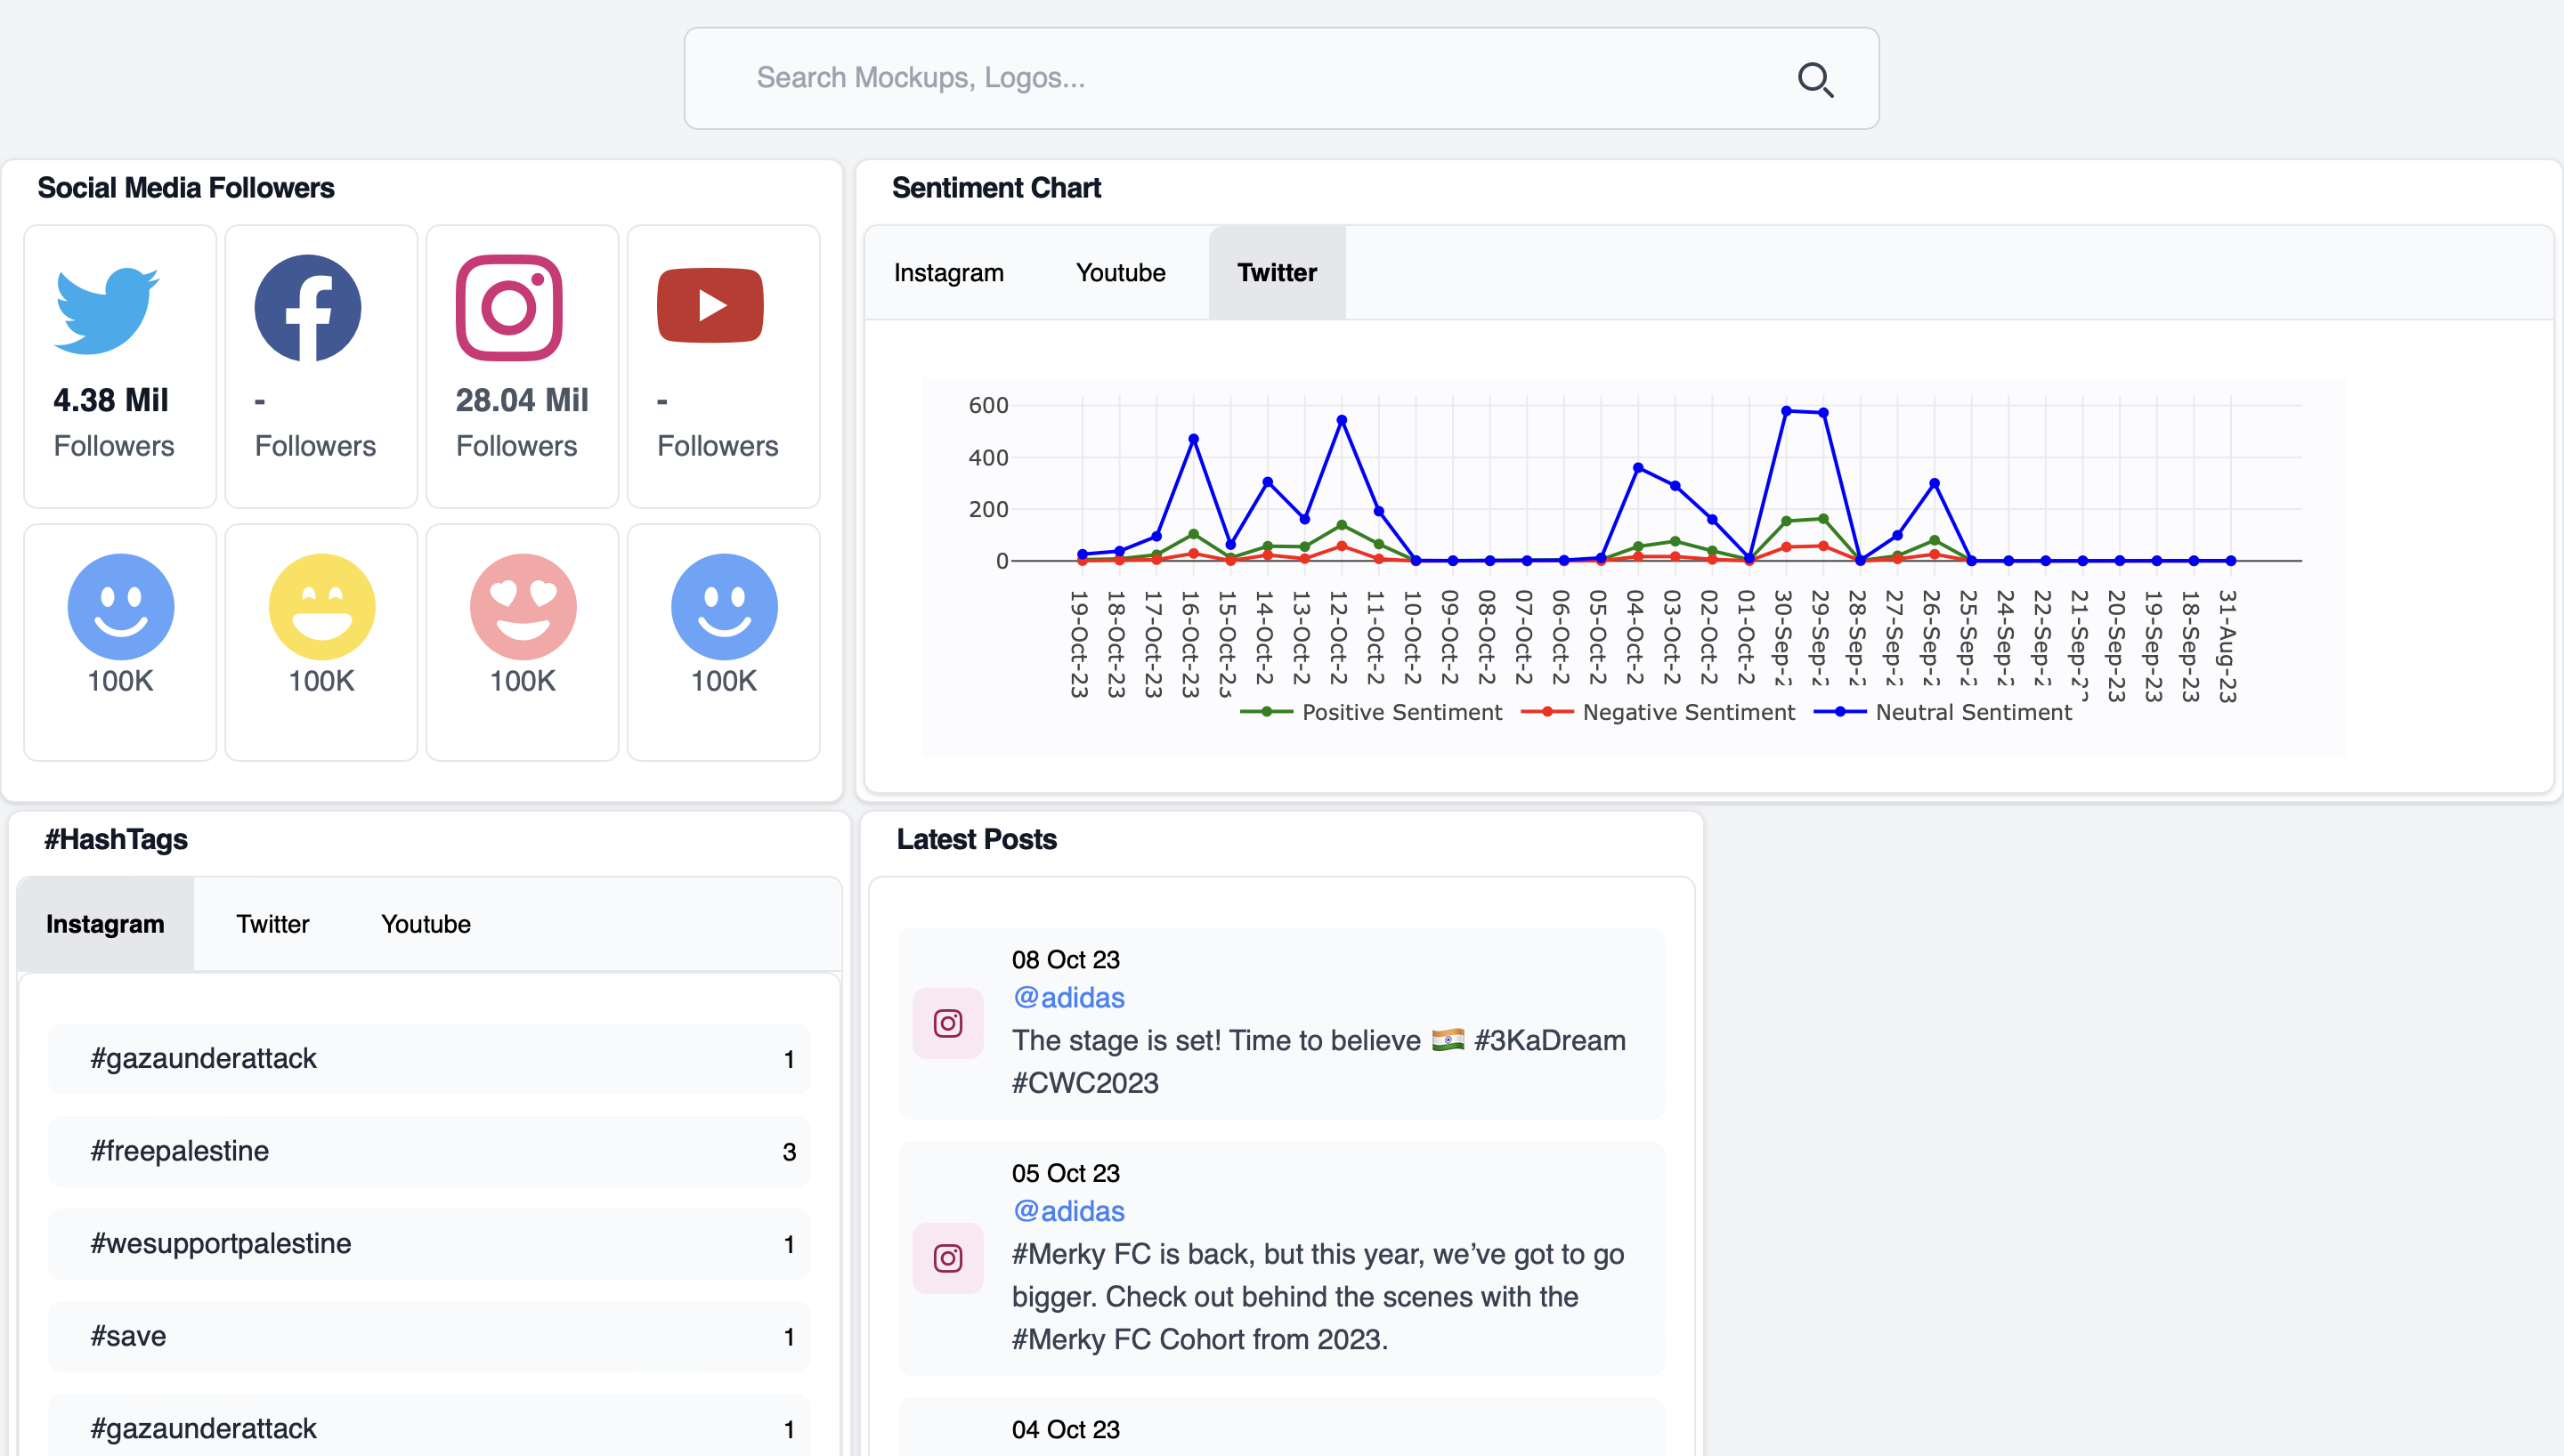 Search Mockups, Logos...
Social Media Followers
4.38 Mil
Followers
-
Followers
28.04 Mil
Followers
-
Followers
100K
100K
100K
100K
Sentiment Chart
Instagram Youtube Twitter
600
400
200
0
19-Oct-23
18-Oct-23
17-Oct-23
16-Oct-23
15-Oct-23
14-Oct-2
13-Oct-2
12-Oct-2
11-Oct-2
10-Oct-2
09-Oct-2
08-Oct-2
07-Oct-2
06-Oct-2
05-Oct-2
04-Oct-2
03-Oct-2
02-Oct-2
01-Oct-2
30-Sep-2
29-Sep-2
28-Sep-2
27-Sep-2
26-Sep-2
25-Sep-2
24-Sep-2
22-Sep-2
21-Sep-23
20-Sep-23
19-Sep-23
18-Sep-23
31-Aug-23
Positive Sentiment Negative Sentiment Neutral Sentiment
#HashTags
Instagram Twitter Youtube
#gazaunderattack 1
#freepalestine 3
#wesupportpalestine 1
#save 1
#gazaunderattack 1
Latest Posts
08 Oct 23
@adidas
The stage is set! Time to believe 🇮🇳 #3KaDream
#CWC2023
05 Oct 23
@adidas
#Merky FC is back, but this year, we’ve got to go
bigger. Check out behind the scenes with the
#Merky FC Cohort from 2023.
04 Oct 23